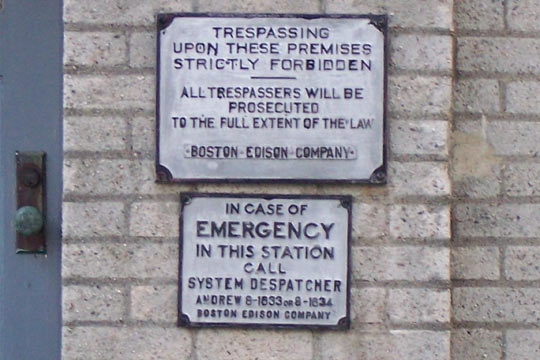 TRESPASSING
UPON THESE PREMISES
STRICTLY FORBIDDEN
ALL TRESPASSERS WILL BE
PROSECUTED
TO THE FULL EXTENT OF THE LAW
·BOSTON EDISON COMPANY·
IN CASE OF
EMERGENCY
IN THIS STATION
CALL
SYSTEM DESPATCHER
ANDREW 8-1633 OR 8-1634
BOSTON EDISON COMPANY